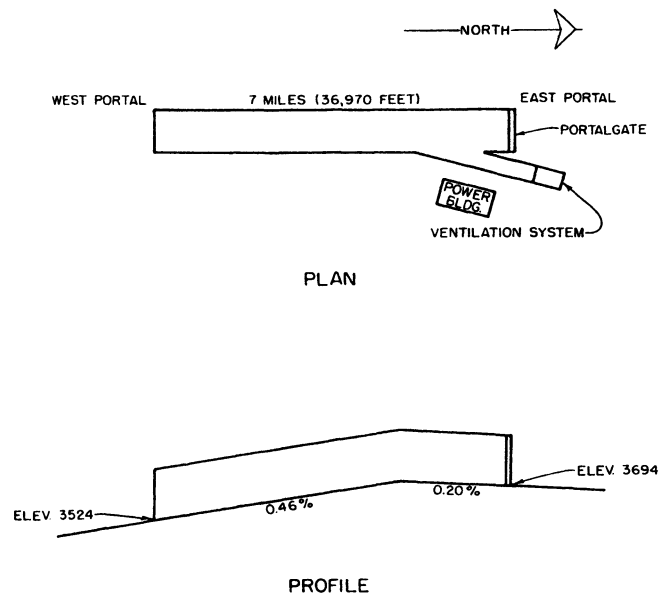 NORTH
WEST PORTAL
7 MILES (36,970 FEET)
EAST PORTAL
PORTALGATE
POWER
BLDG.
VENTILATION SYSTEM
PLAN
ELEV. 3694
0.20%
0.46%
ELEV. 3524
PROFILE